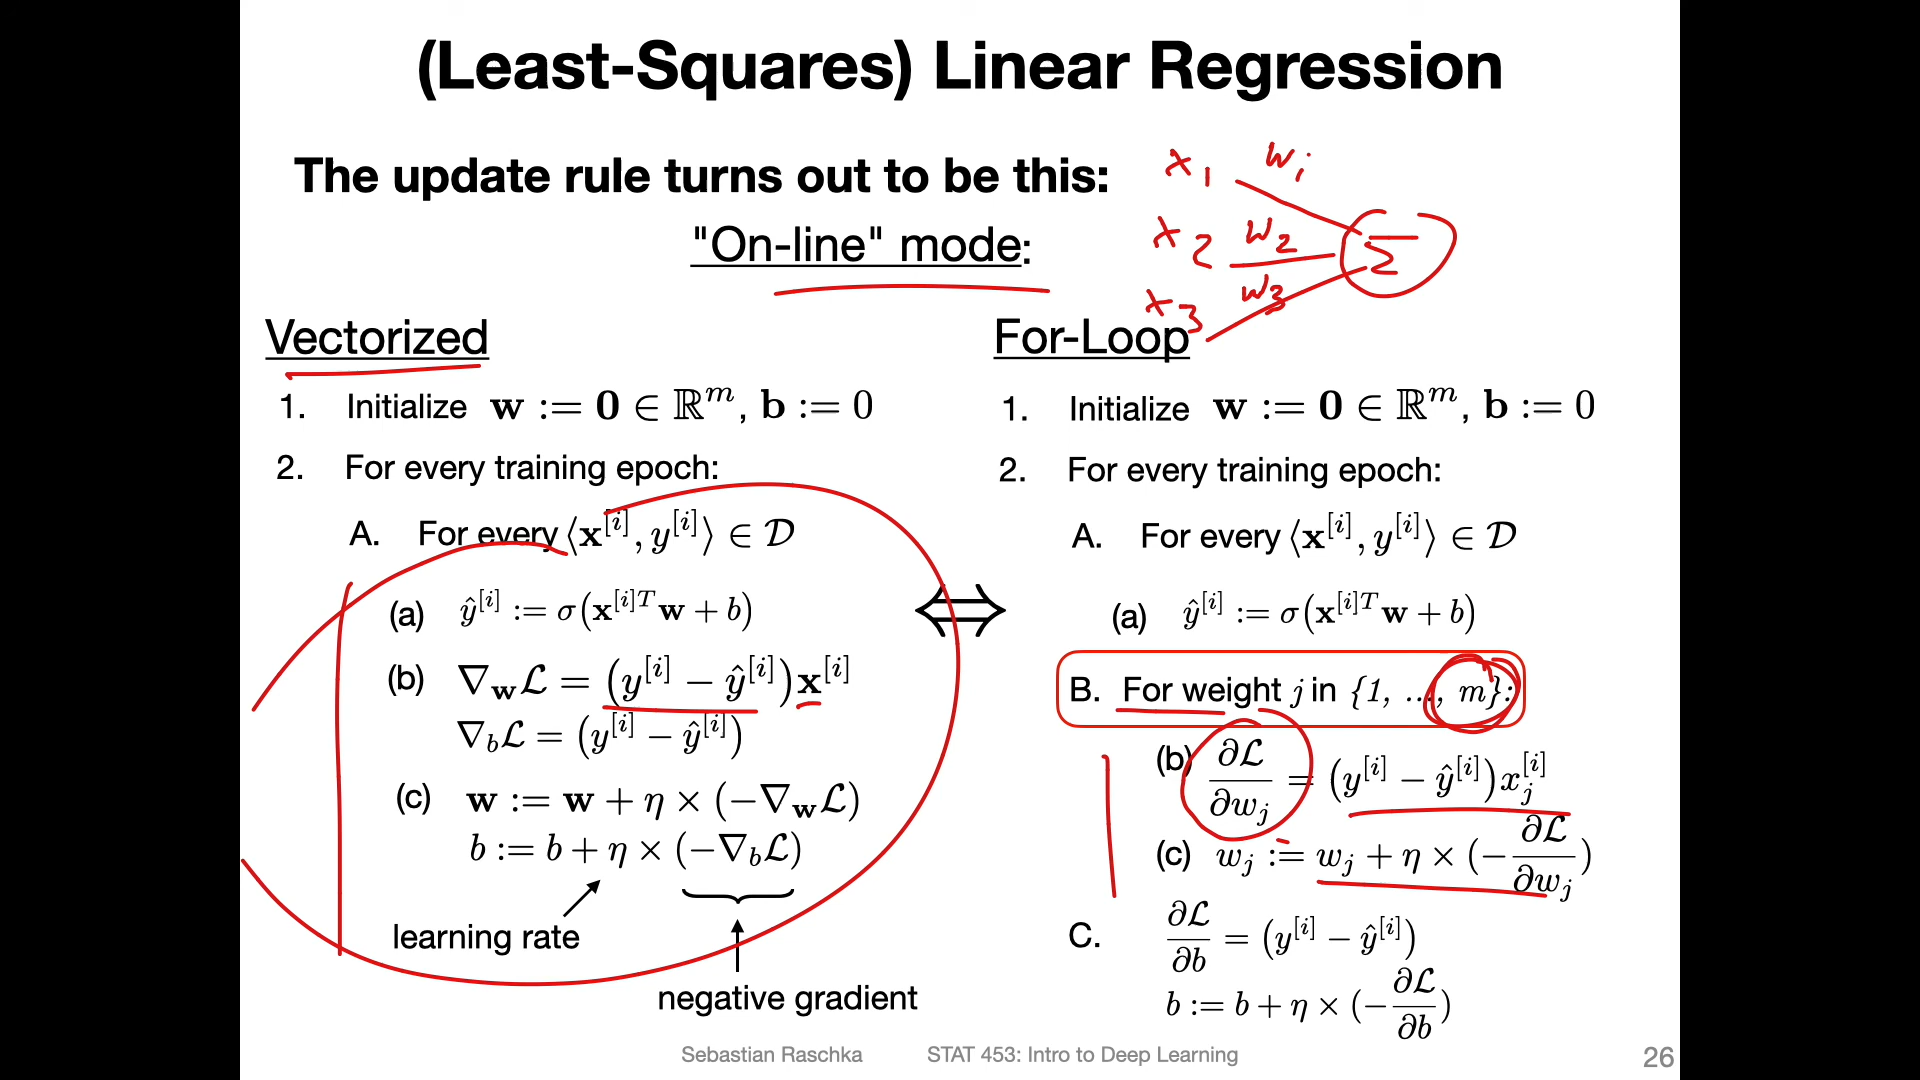 (Least-Squares) Linear Regression
The update rule turns out to be this:
"On-line" mode:
x₁ wᵢ
x₂ w₂ Σ
x₃ w₃
Vectorized
1. Initialize 𝐰 := 𝟎 ∈ ℝᵐ, 𝐛 := 0
2. For every training epoch:
A. For every ⟨𝐱^[i], y^[i]⟩ ∈ 𝒟
(a) ŷ^[i] := σ(𝐱^[i]T 𝐰 + b)
(b) ∇_𝐰 ℒ = (y^[i] − ŷ^[i])𝐱^[i]
∇_b ℒ = (y^[i] − ŷ^[i])
(c) 𝐰 := 𝐰 + η × (−∇_𝐰 ℒ)
b := b + η × (−∇_b ℒ)
learning rate
negative gradient
⟺
For-Loop
1. Initialize 𝐰 := 𝟎 ∈ ℝᵐ, 𝐛 := 0
2. For every training epoch:
A. For every ⟨𝐱^[i], y^[i]⟩ ∈ 𝒟
(a) ŷ^[i] := σ(𝐱^[i]T 𝐰 + b)
B. For weight j in {1, ..., m}:
(b) ∂ℒ/∂w_j = (y^[i] − ŷ^[i])x_j^[i]
(c) w_j := w_j + η × (−∂ℒ/∂w_j)
C. ∂ℒ/∂b = (y^[i] − ŷ^[i])
b := b + η × (−∂ℒ/∂b)
Sebastian Raschka STAT 453: Intro to Deep Learning 26